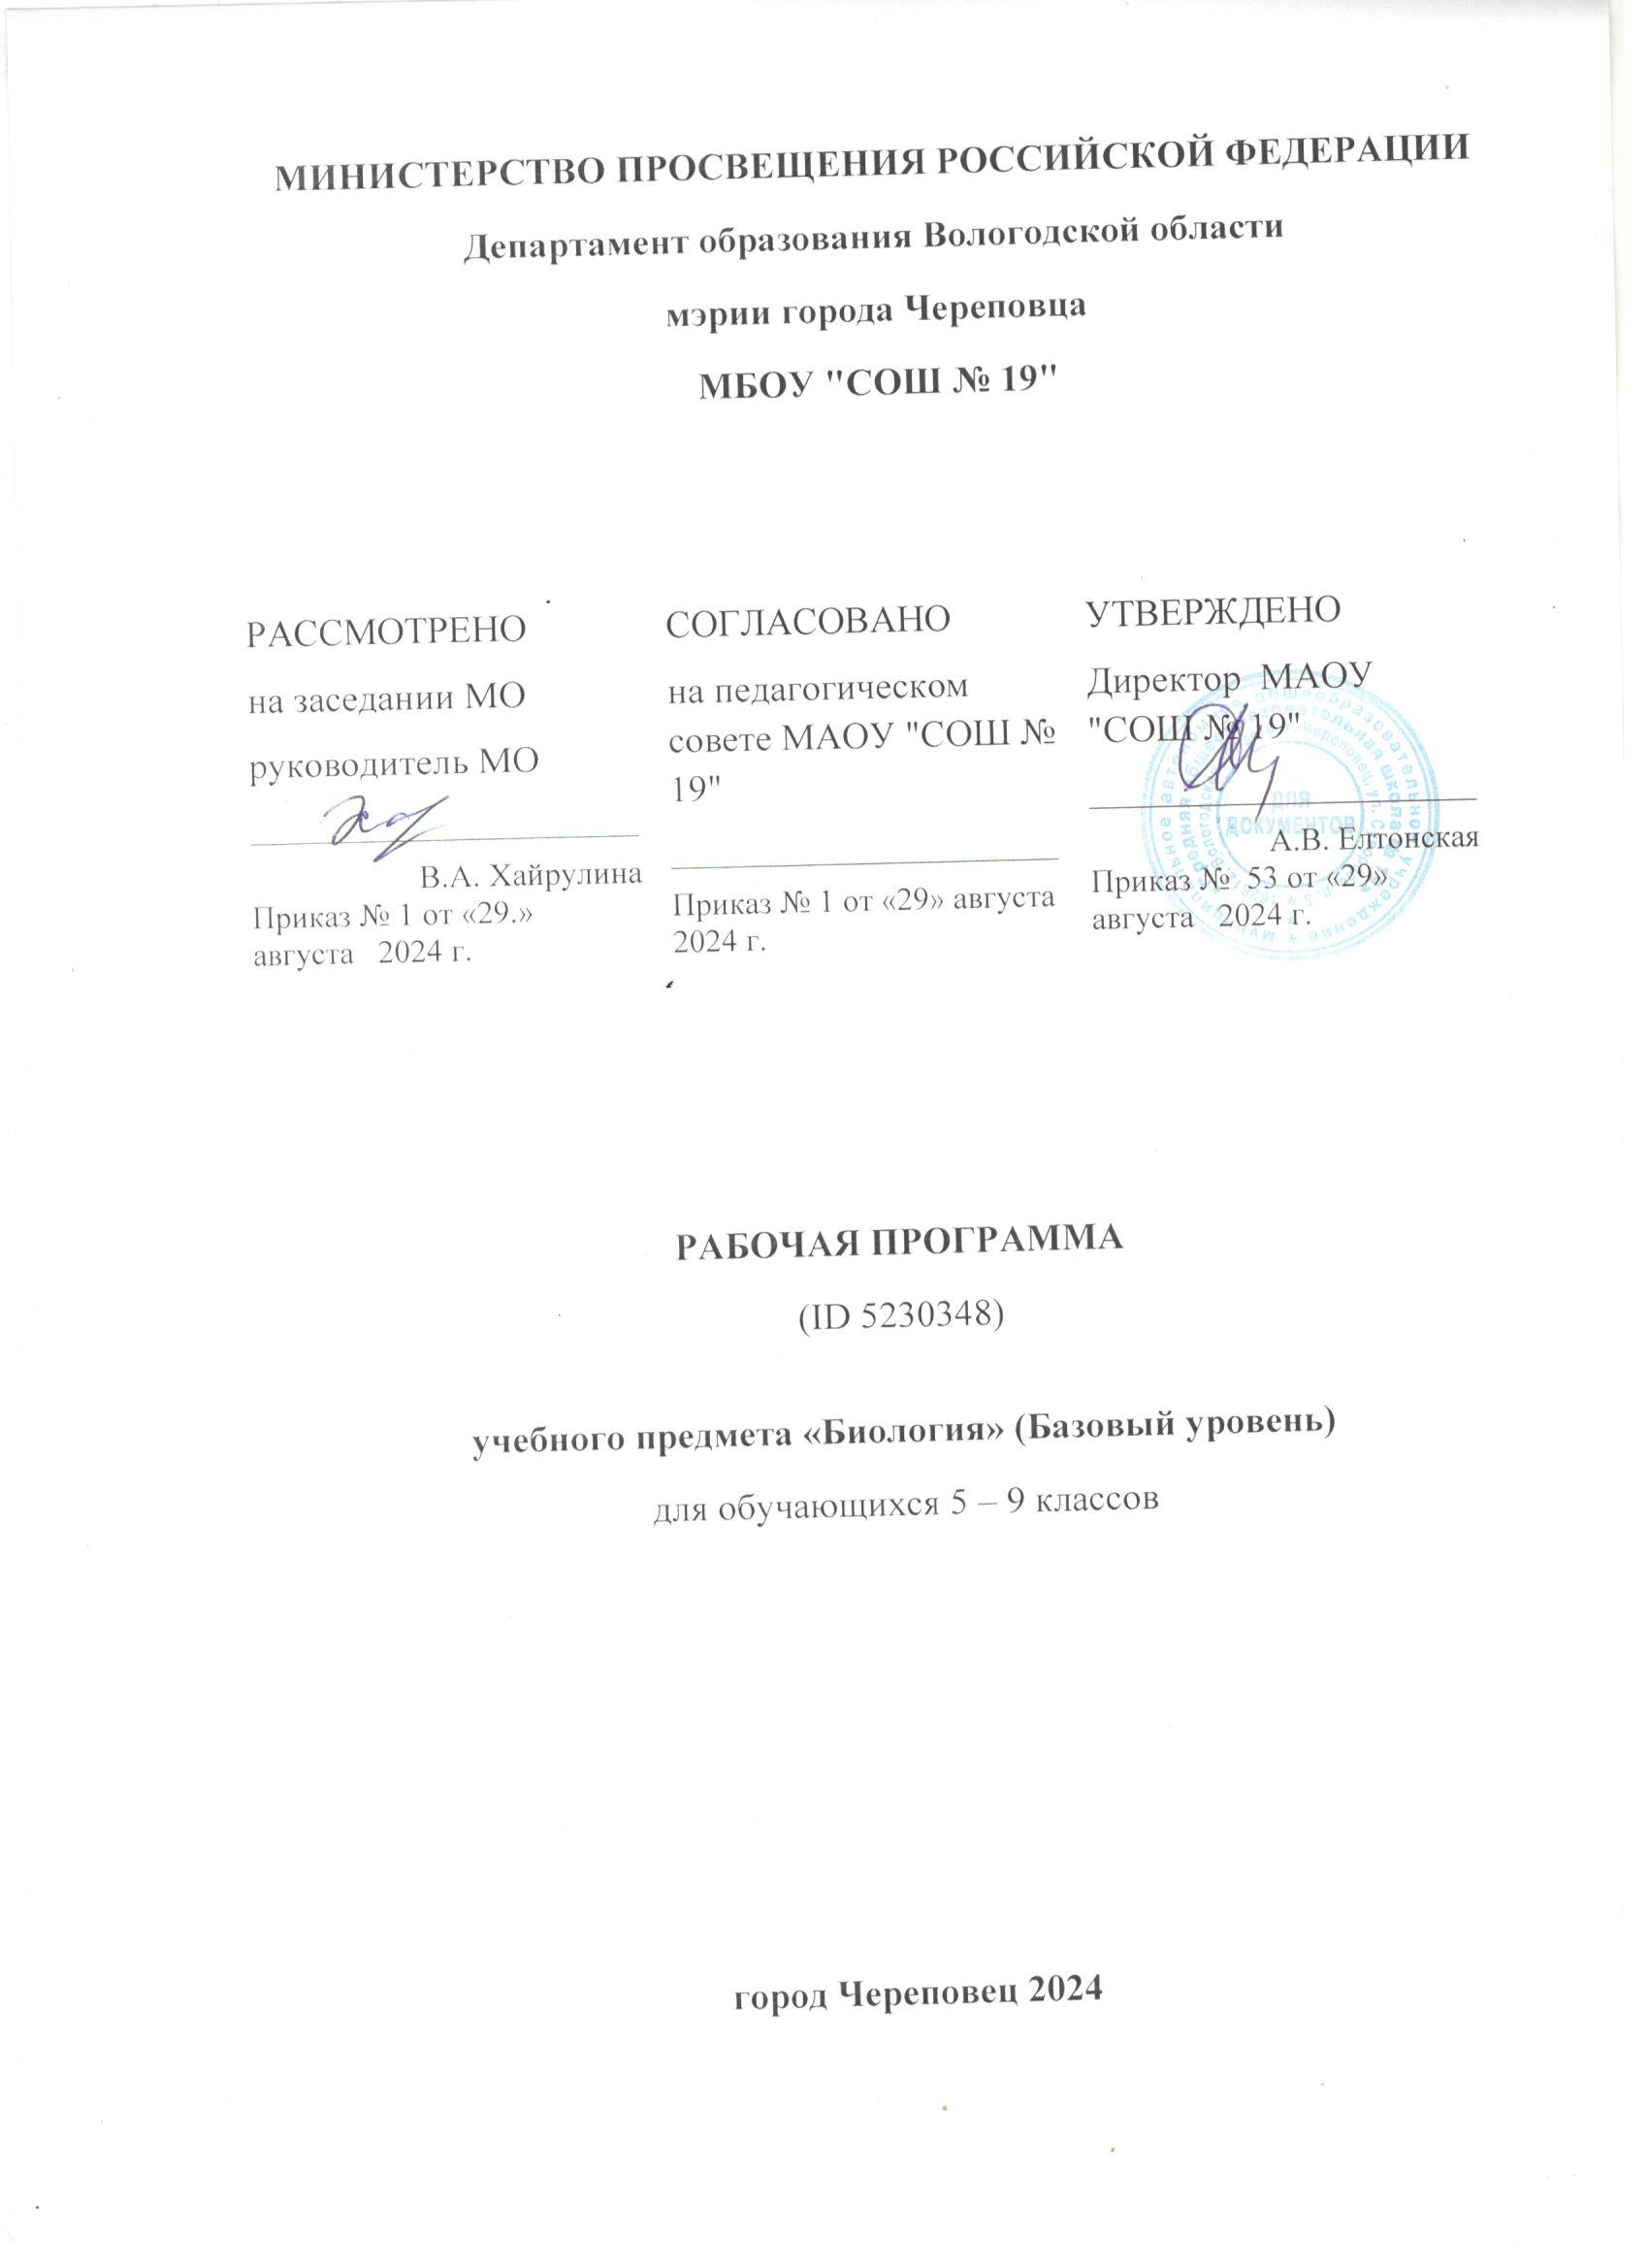 МИНИСТЕРСТВО ПРОСВЕЩЕНИЯ РОССИЙСКОЙ ФЕДЕРАЦИИ
Департамент образования Вологодской области
мэрии города Череповца
МБОУ "СОШ № 19"
РАССМОТРЕНО
на заседании МО
руководитель МО
В.А. Хайрулина
Приказ № 1 от «29.»
августа 2024 г.
СОГЛАСОВАНО
на педагогическом
совете МАОУ "СОШ №
19"
Приказ № 1 от «29» августа
2024 г.
УТВЕРЖДЕНО
Директор МАОУ
"СОШ № 19"
А.В. Елтонская
Приказ № 53 от «29»
августа 2024 г.
ДЛЯ
ДОКУМЕНТОВ
РАБОЧАЯ ПРОГРАММА
(ID 5230348)
учебного предмета «Биология» (Базовый уровень)
для обучающихся 5 – 9 классов
город Череповец 2024